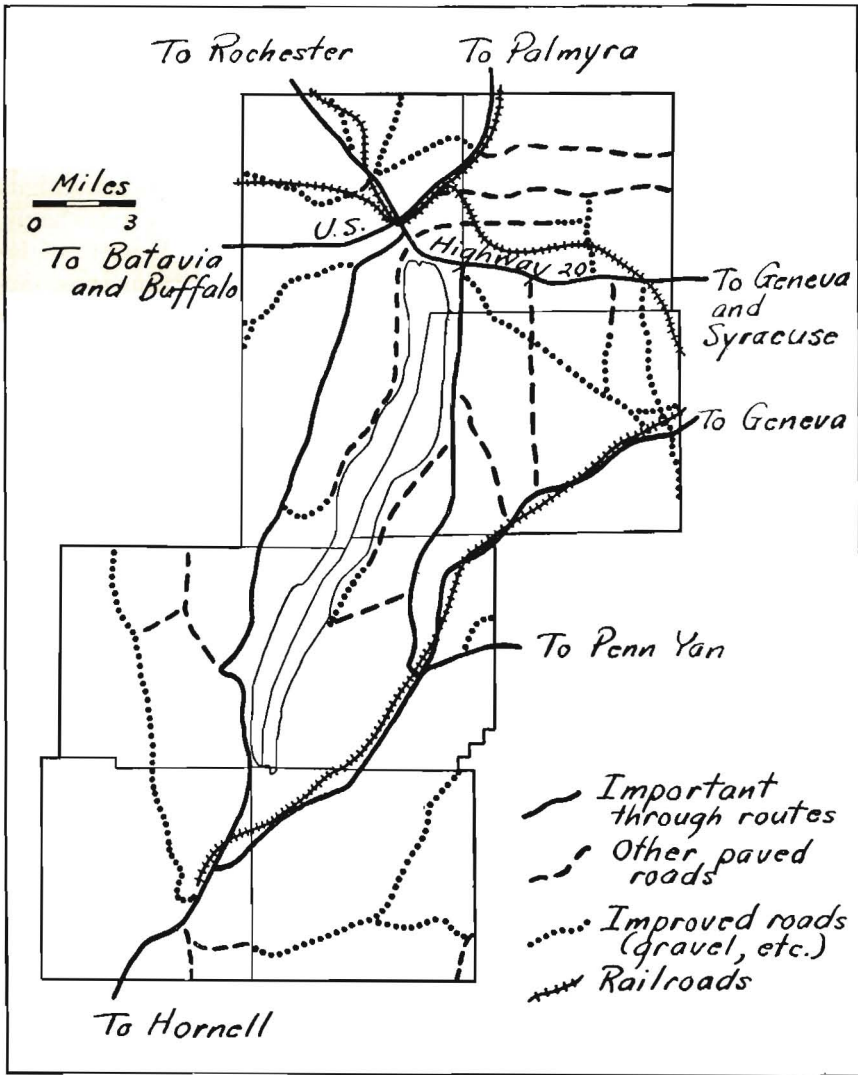 To Rochester
To Palmyra
Miles
0 3
U.S.
Highway 20
To Batavia
and Buffalo
To Geneva
and
Syracuse
To Geneva
To Penn Yan
Important
through routes
Other paved
roads
Improved roads
(gravel, etc.)
Railroads
To Hornell